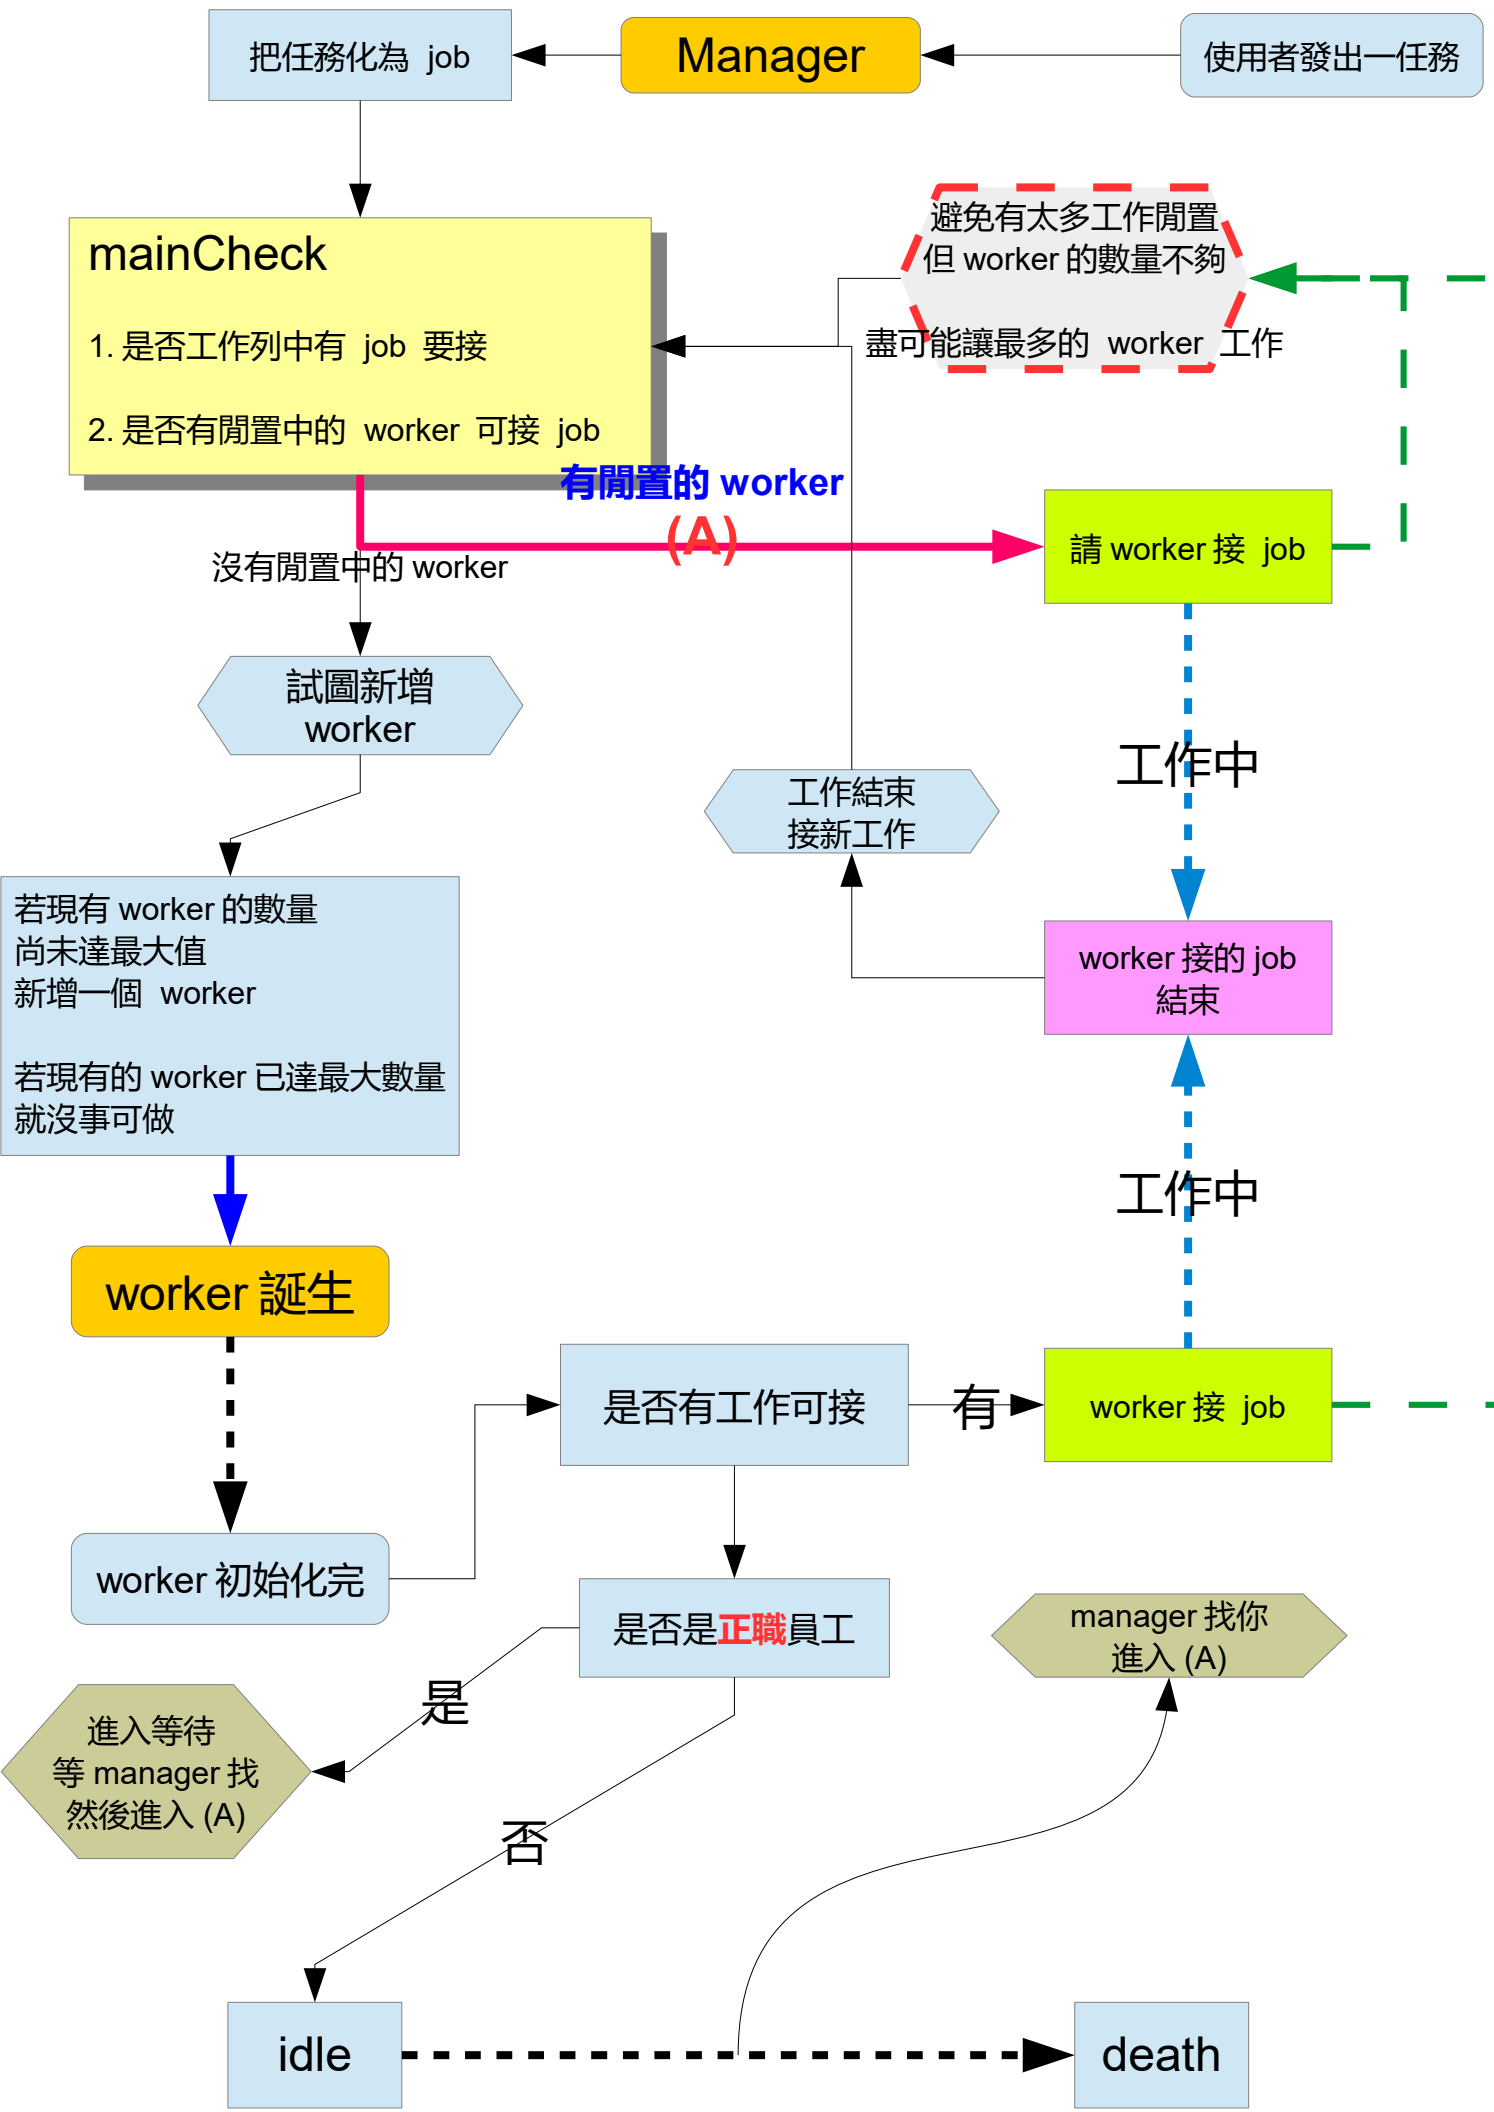 把任務化為 job
Manager
使用者發出一任務
mainCheck
1. 是否工作列中有 job 要接
2. 是否有閒置中的 worker 可接 job
避免有太多工作閒置
但 worker 的數量不夠
盡可能讓最多的 worker 工作
有閒置的 worker
(A)
請 worker 接 job
沒有閒置中的 worker
試圖新增
worker
工作中
工作結束
接新工作
若現有 worker 的數量
尚未達最大值
新增一個 worker
若現有的 worker 已達最大數量
就沒事可做
worker 接的 job
結束
工作中
worker 誕生
是否有工作可接
有
worker 接 job
worker 初始化完
是否是正職員工
manager 找你
進入 (A)
是
進入等待
等 manager 找
然後進入 (A)
否
idle
death